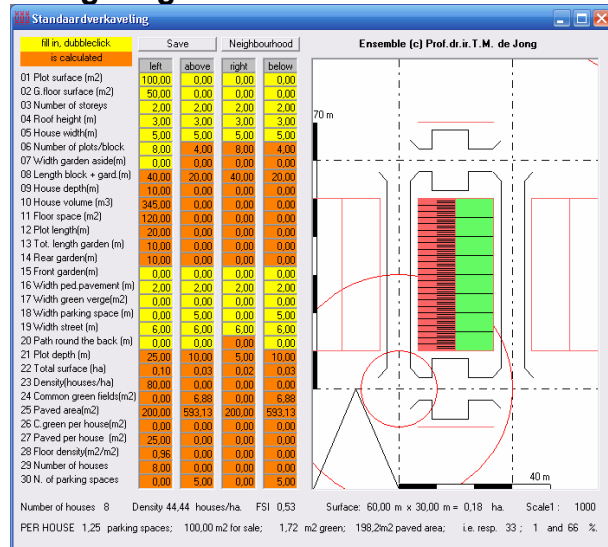 Standaardverkaveling
fill in, dubbleclick Save Neighbourhood Ensemble (c) Prof.dr.ir.T.M. de Jong
is calculated left above right below
01 Plot surface (m2) 100,00 0,00 0,00 0,00
02 G.floor surface (m2) 50,00 0,00 0,00 0,00
03 Number of storeys 2,00 2,00 2,00 2,00
04 Roof height (m) 3,00 3,00 3,00 3,00
05 House width(m) 5,00 5,00 5,00 5,00
06 Number of plots/block 8,00 4,00 8,00 4,00
07 Width garden aside(m) 0,00 0,00 0,00 0,00
08 Length block + gard.(m) 40,00 20,00 40,00 20,00
09 House depth(m) 10,00 0,00 0,00 0,00
10 House volume (m3) 345,00 0,00 0,00 0,00
11 Floor space (m2) 120,00 0,00 0,00 0,00
12 Plot length(m) 20,00 0,00 0,00 0,00
13 Tot. length garden (m) 10,00 0,00 0,00 0,00
14 Rear garden(m) 10,00 0,00 0,00 0,00
15 Front garden(m) 0,00 0,00 0,00 0,00
16 Width ped.pavement (m) 2,00 2,00 2,00 2,00
17 Width green verge(m2) 0,00 0,00 0,00 0,00
18 Width parking space (m) 0,00 5,00 0,00 5,00
19 Width street (m) 6,00 6,00 6,00 6,00
20 Path round the back (m) 0,00 0,00 0,00 0,00
21 Plot depth (m) 25,00 10,00 5,00 10,00
22 Total surface (ha) 0,10 0,03 0,02 0,03
23 Density(houses/ha) 80,00 0,00 0,00 0,00
24 Common green fields(m2) 0,00 6,88 0,00 6,88
25 Paved area(m2) 200,00 593,13 200,00 593,13
26 C.green per house(m2) 0,00 0,00 0,00 0,00
27 Paved per house (m2) 25,00 0,00 0,00 0,00
28 Floor density(m2/m2) 0,96 0,00 0,00 0,00
29 Number of houses 8,00 0,00 0,00 0,00
30 N. of parking spaces 0,00 5,00 0,00 5,00
70 m
40 m
Number of houses 8 Density 44,44 houses/ha. FSI 0,53 Surface: 60,00 m x 30,00 m = 0,18 ha. Scale1 : 1000
PER HOUSE 1,25 parking spaces; 100,00 m2 for sale; 1,72 m2 green; 198,2m2 paved area; i.e. resp. 33 ; 1 and 66 %.